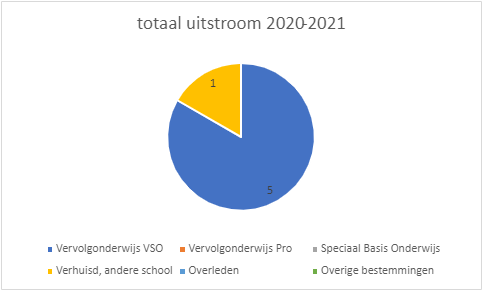 totaal uitstroom 2020-2021
1
5
Vervolgonderwijs VSO Vervolgonderwijs Pro Speciaal Basis Onderwijs
Verhuisd, andere school Overleden Overige bestemmingen